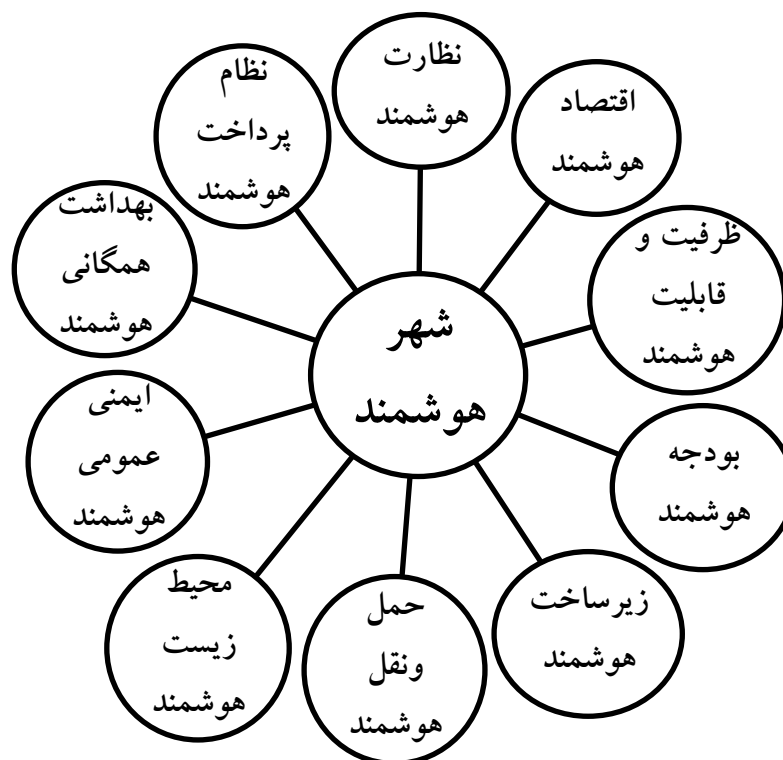 شهر
هوشمند
نظارت
هوشمند
اقتصاد
هوشمند
ظرفیت و
قابلیت
هوشمند
بودجه
هوشمند
زیرساخت
هوشمند
حمل
ونقل
هوشمند
محیط
زیست
هوشمند
ایمنی
عمومی
هوشمند
بهداشت
همگانی
هوشمند
نظام
پرداخت
هوشمند